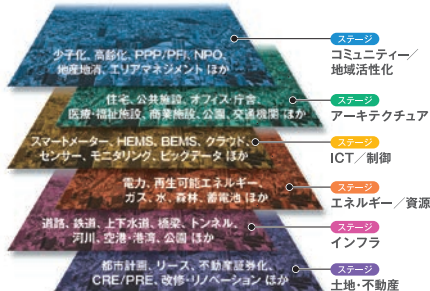 少子化、高齢化、PPP/PFI、NPO、
地産地消、エリアマネジメント ほか
ステージ
コミュニティー／
地域活性化
住宅、公共施設、オフィス・庁舎、
医療・福祉施設、商業施設、公園、交通機関 ほか
ステージ
アーキテクチュア
スマートメーター、HEMS、BEMS、クラウド、
センサー、モニタリング、ビッグデータ ほか
ステージ
ICT／制御
電力、再生可能エネルギー、
ガス、水、森林、蓄電池 ほか
ステージ
エネルギー／資源
道路、鉄道、上下水道、橋梁、トンネル、
河川、空港・港湾、公園 ほか
ステージ
インフラ
都市計画、リース、不動産証券化、
CRE/PRE、改修・リノベーション ほか
ステージ
土地・不動産